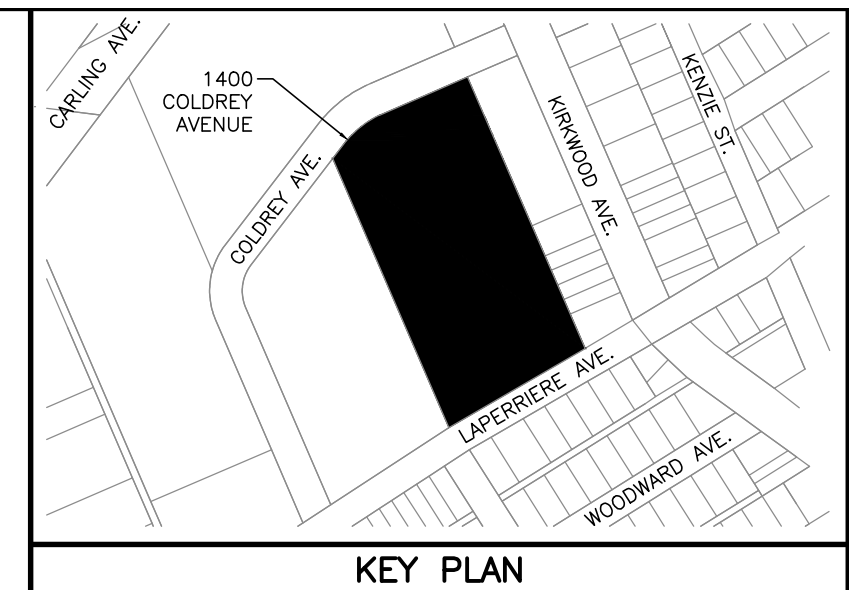 CARLING AVE.
1400
COLDREY
AVENUE
COLDREY AVE.
KIRKWOOD AVE.
KENZIE ST.
LAPERRIERE AVE.
WOODWARD AVE.
KEY PLAN